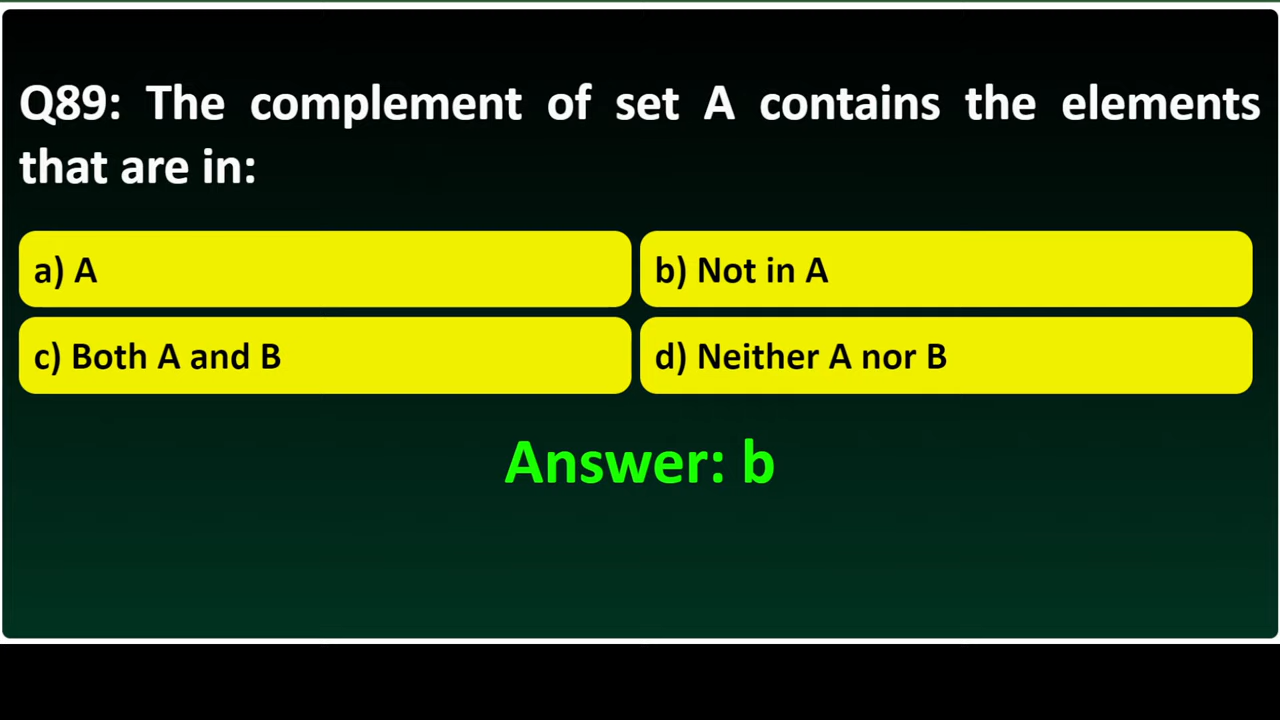 Q89: The complement of set A contains the elements
that are in:
a) A
b) Not in A
c) Both A and B
d) Neither A nor B
Answer: b